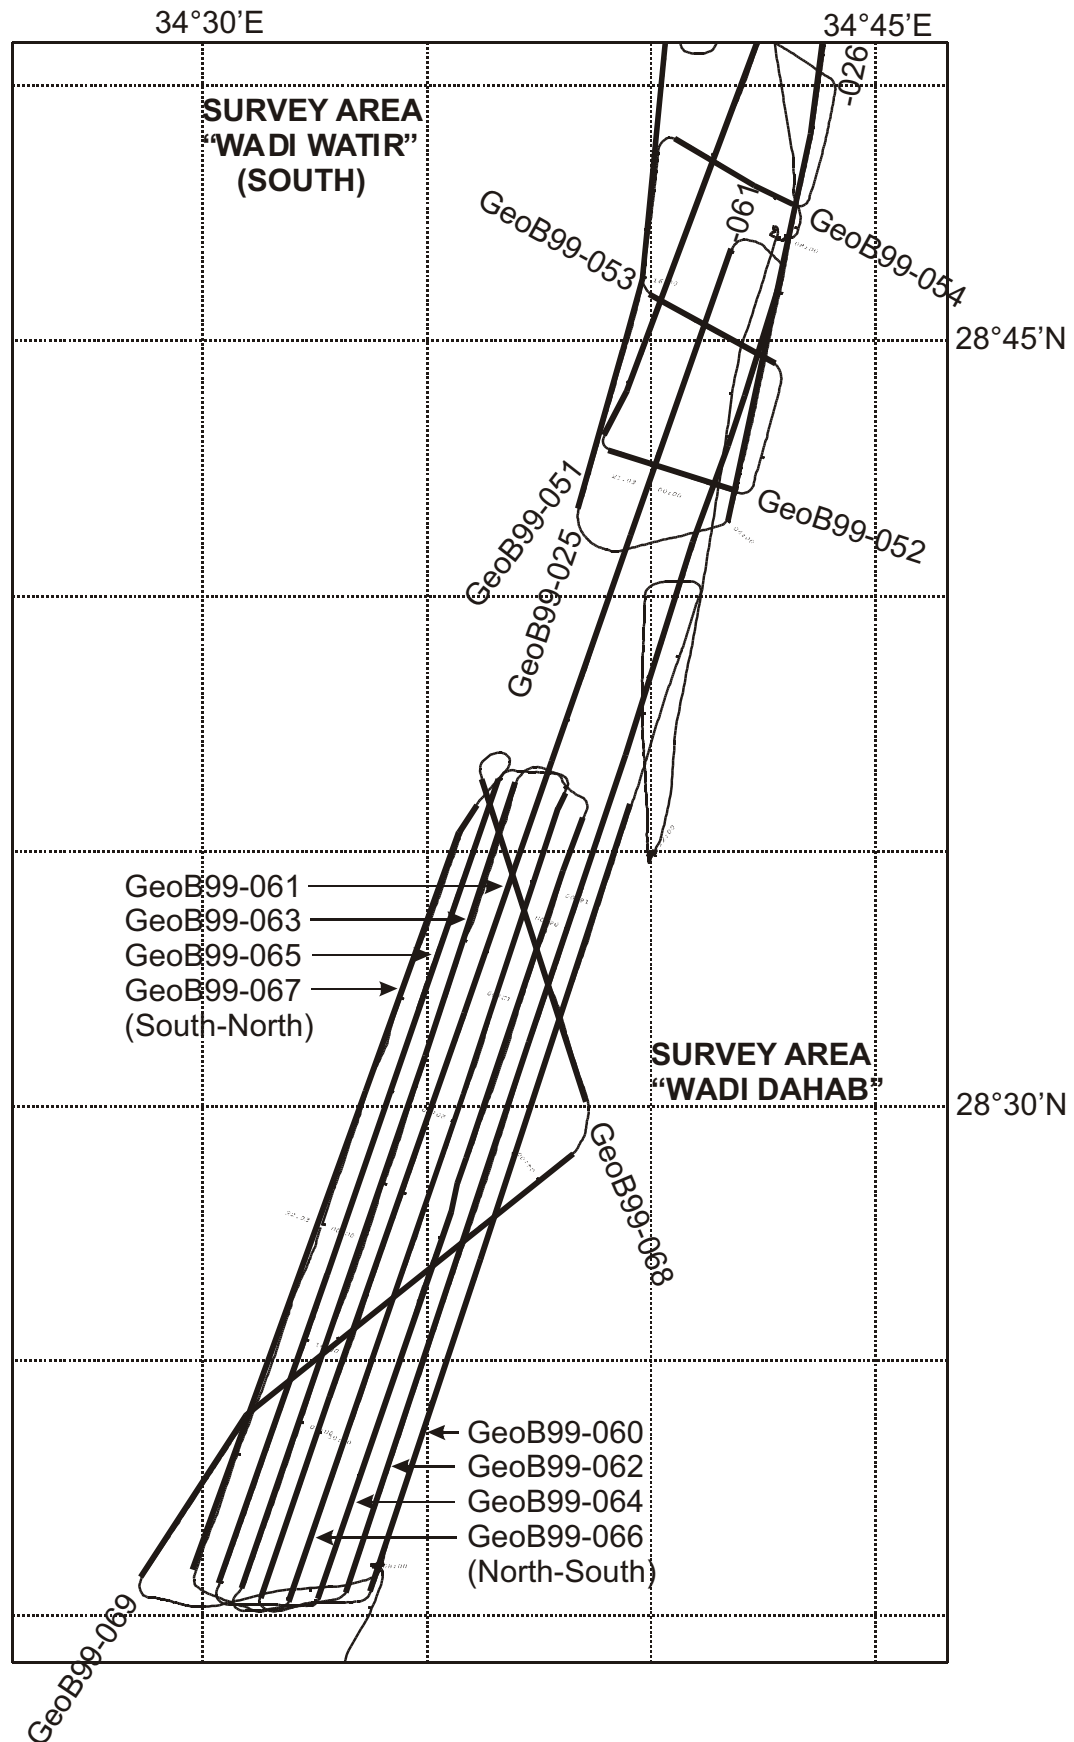 34°30’E
34°45’E
-026
SURVEY AREA
“WADI WATIR”
(SOUTH)
-061
GeoB99-053
GeoB99-054
28°45’N
GeoB99-051
GeoB99-025
GeoB99-052
GeoB99-061
GeoB99-063
GeoB99-065
GeoB99-067
(South-North)
SURVEY AREA
“WADI DAHAB”
28°30’N
GeoB99-068
GeoB99-060
GeoB99-062
GeoB99-064
GeoB99-066
(North-South)
GeoB99-069